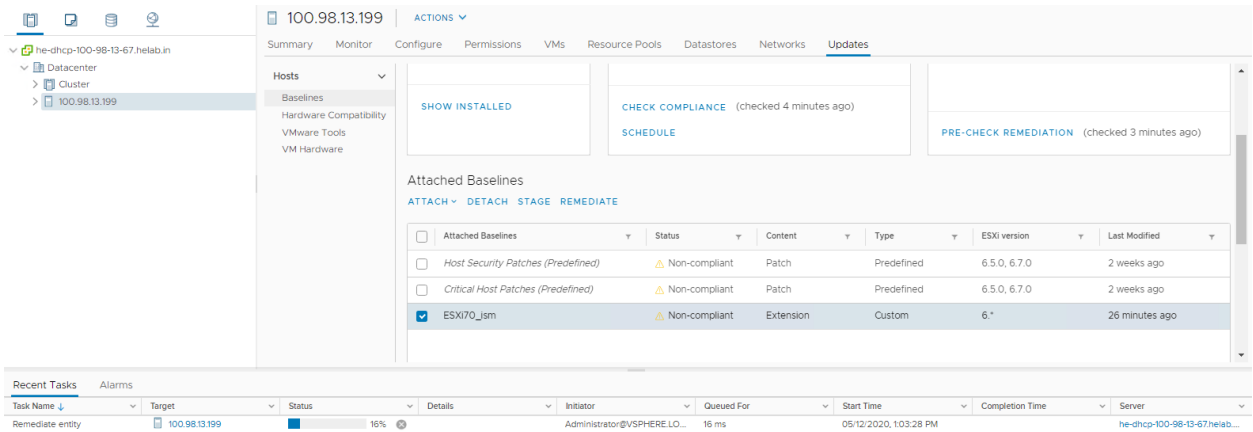 100.98.13.199 ACTIONS
Summary Monitor Configure Permissions VMs Resource Pools Datastores Networks Updates
he-dhcp-100-98-13-67.helab.in
Datacenter
Cluster
100.98.13.199
Hosts
Baselines
Hardware Compatibility
VMware Tools
VM Hardware
SHOW INSTALLED
CHECK COMPLIANCE (checked 4 minutes ago)
SCHEDULE
PRE-CHECK REMEDIATION (checked 3 minutes ago)
Attached Baselines
ATTACH DETACH STAGE REMEDIATE
Attached Baselines Status Content Type ESXi version Last Modified
Host Security Patches (Predefined) Non-compliant Patch Predefined 6.5.0, 6.7.0 2 weeks ago
Critical Host Patches (Predefined) Non-compliant Patch Predefined 6.5.0, 6.7.0 2 weeks ago
ESXi70_ism Non-compliant Extension Custom 6.* 26 minutes ago
Recent Tasks Alarms
Task Name Target Status Details Initiator Queued For Start Time Completion Time Server
Remediate entity 100.98.13.199 16% Administrator@VSPHERE.LO... 16 ms 05/12/2020, 1:03:28 PM he-dhcp-100-98-13-67.helab....